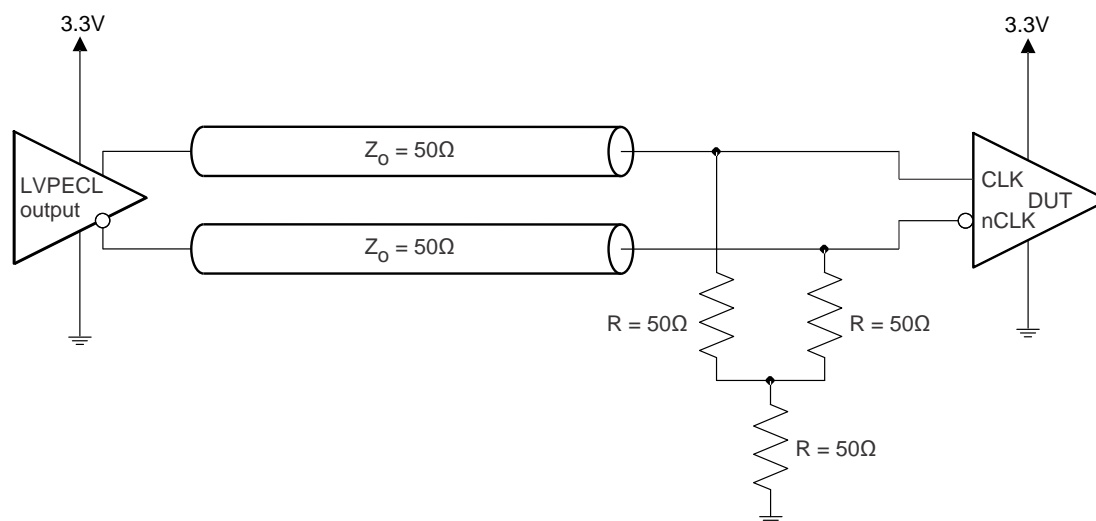 3.3V
3.3V
Zo = 50Ω
LVPECL
output
CLK
DUT
nCLK
Zo = 50Ω
R = 50Ω
R = 50Ω
R = 50Ω